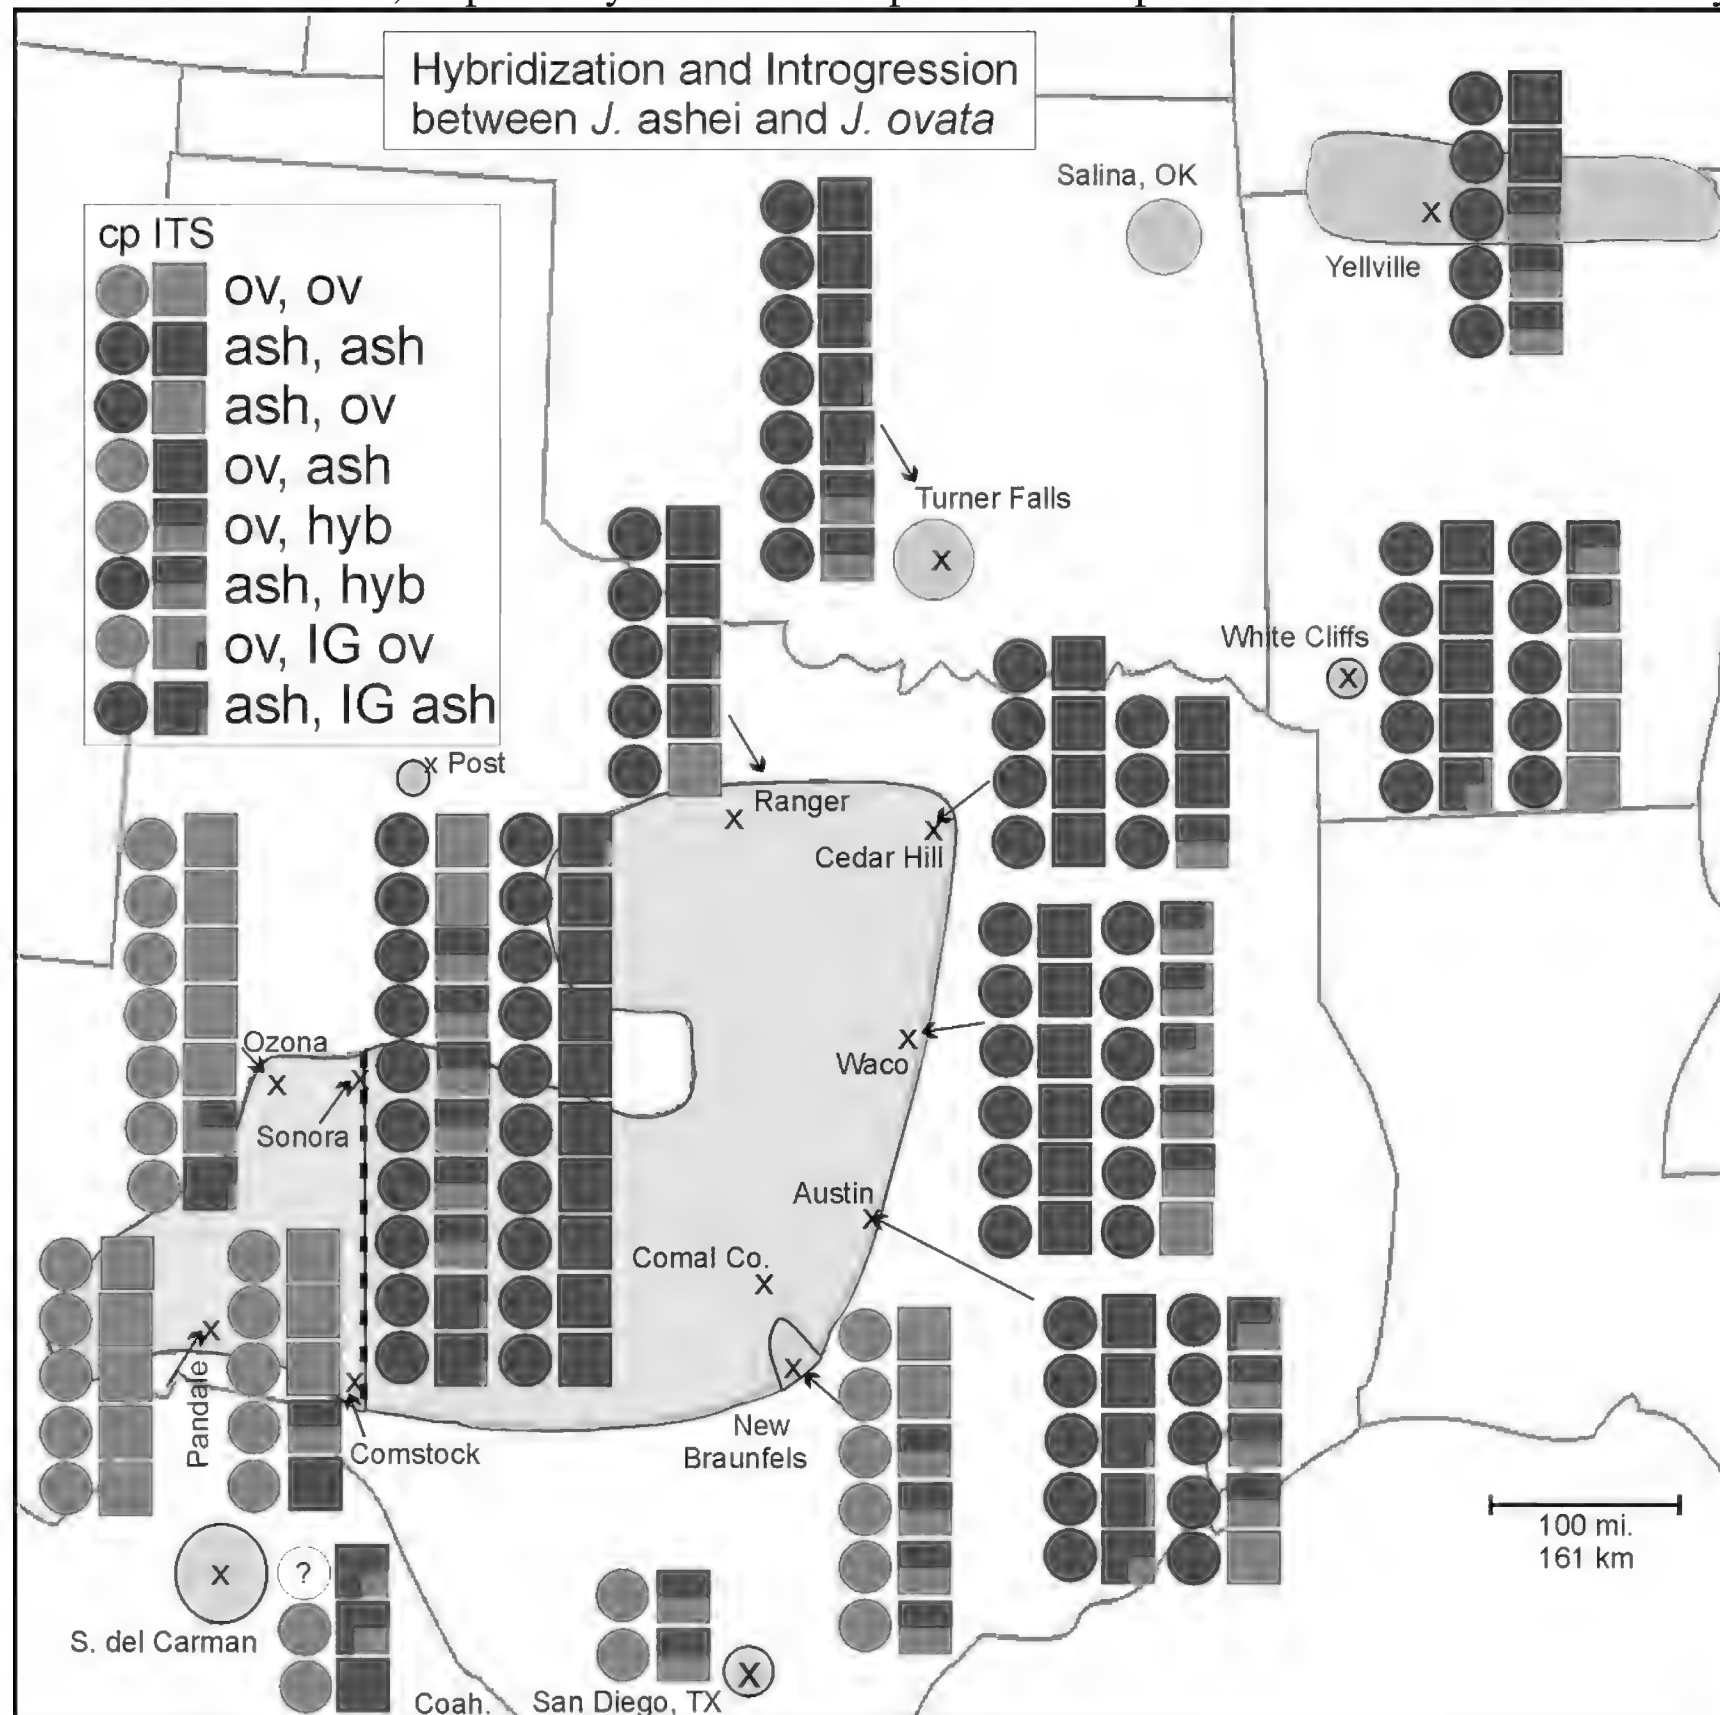 Hybridization and Introgression
between J. ashei and J. ovata
Salina, OK
Yellville
cp ITS
ov, ov
ash, ash
ash, ov
ov, ash
ov, hyb
ash, hyb
ov, IG ov
ash, IG ash
Turner Falls
x
x
White Cliffs
x
x Post
Ranger
x
Cedar Hill
x
Ozona
x
Sonora
x
Waco
x
Austin
x
Comal Co.
x
Pandale
x
Comstock
x
New
Braunfels
x
100 mi.
161 km
x
?
S. del Carman
Coah.
San Diego, TX
x